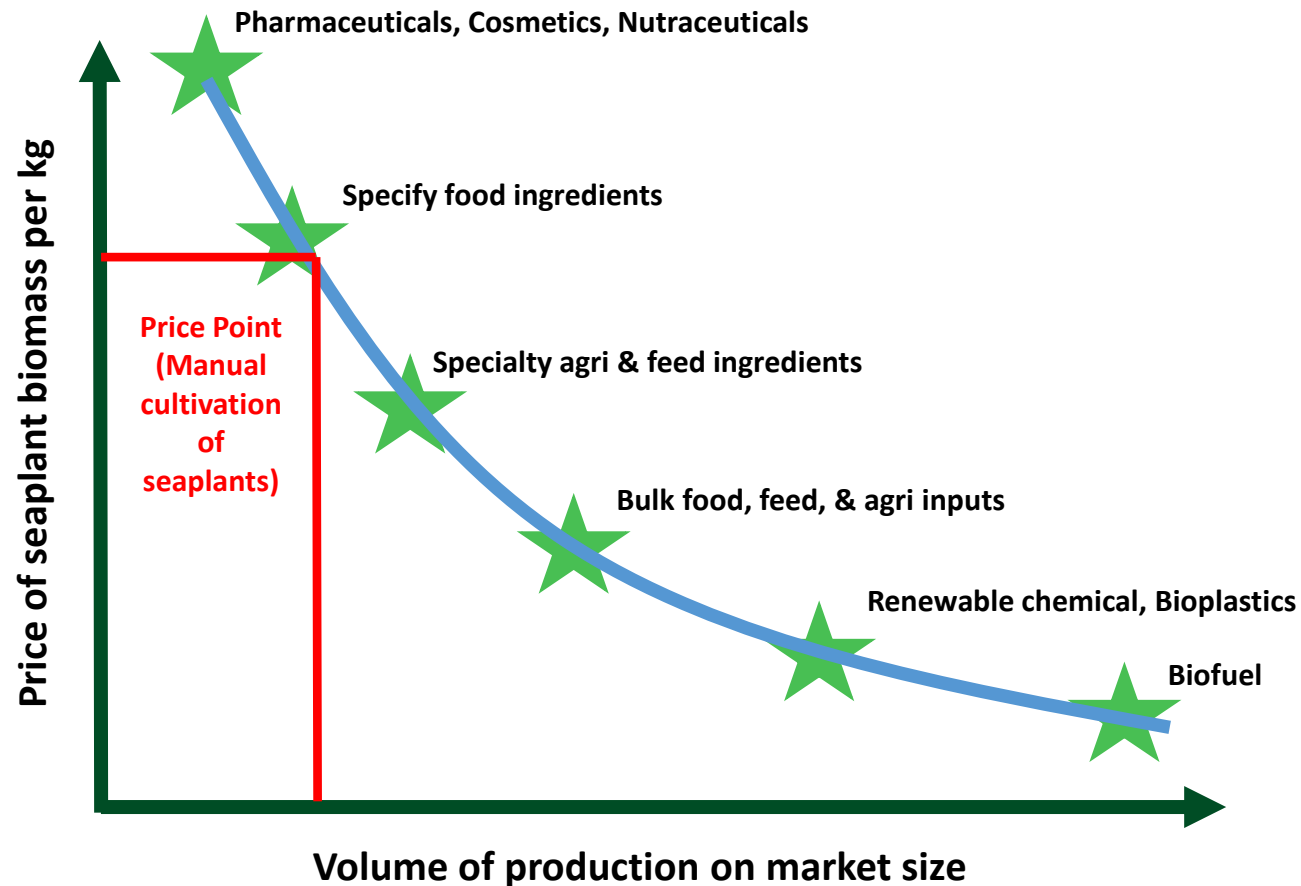 Pharmaceuticals, Cosmetics, Nutraceuticals
Specify food ingredients
Price Point
(Manual
cultivation
of
seaplants)
Specialty agri & feed ingredients
Bulk food, feed, & agri inputs
Renewable chemical, Bioplastics
Biofuel
Price of seaplant biomass per kg
Volume of production on market size